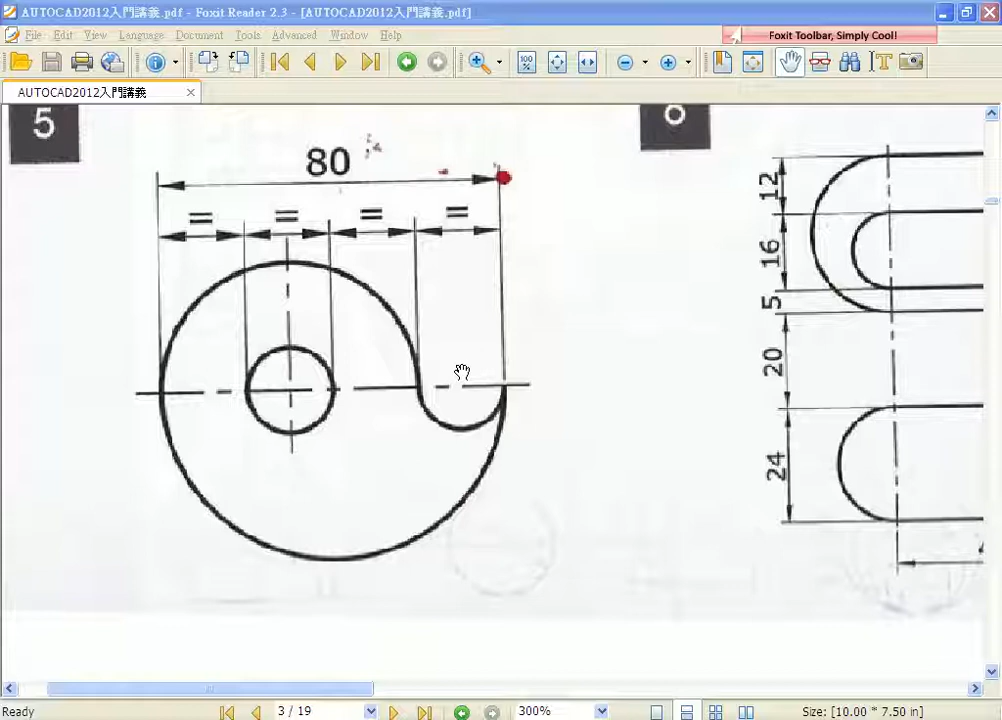 AUTOCAD2012入門講義.pdf - Foxit Reader 2.3 - [AUTOCAD2012入門講義.pdf]
File Edit View Language Document Tools Advanced Window Help
Foxit Toolbar, Simply Cool!
AUTOCAD2012入門講義
5
80
= = = =
12
16
5
20
24
Ready
3 / 19
300%
Size: [10.00 * 7.50 in]